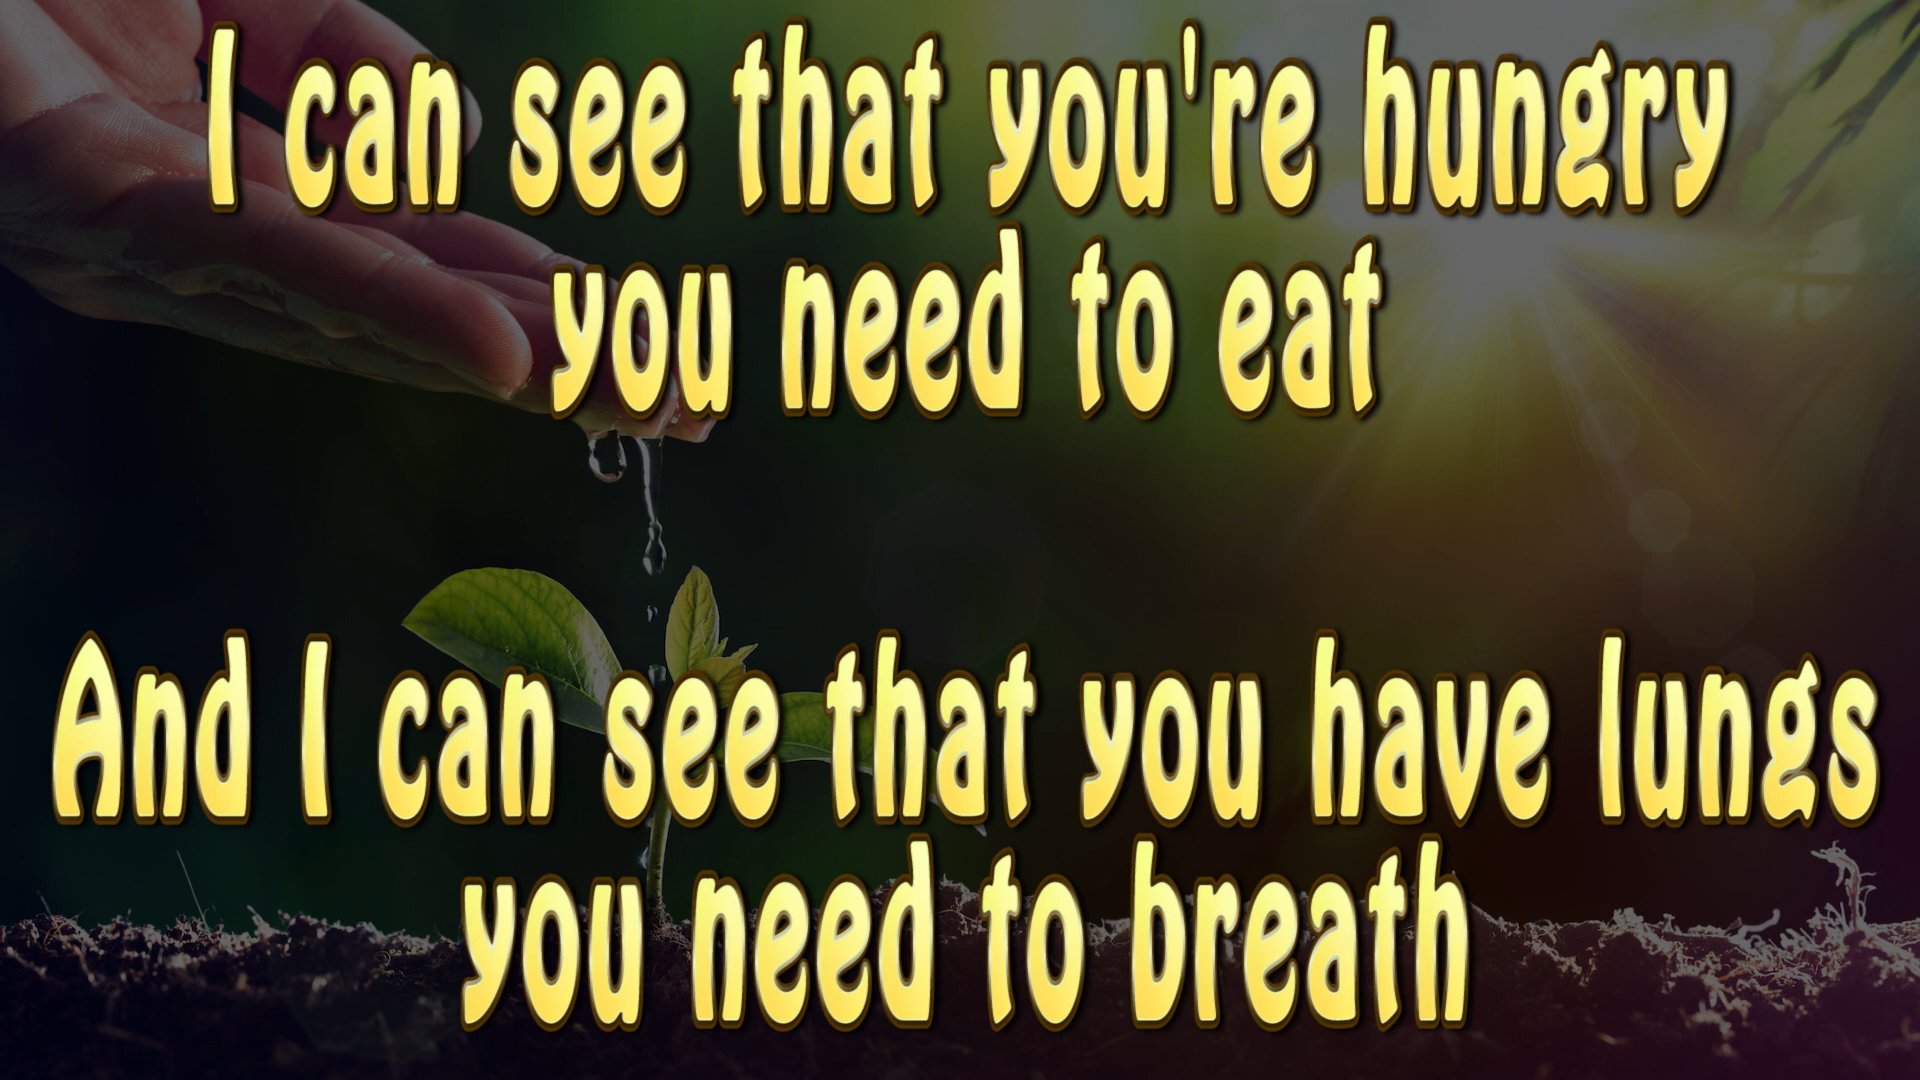 I can see that you're hungry
you need to eat
And I can see that you have lungs
you need to breath